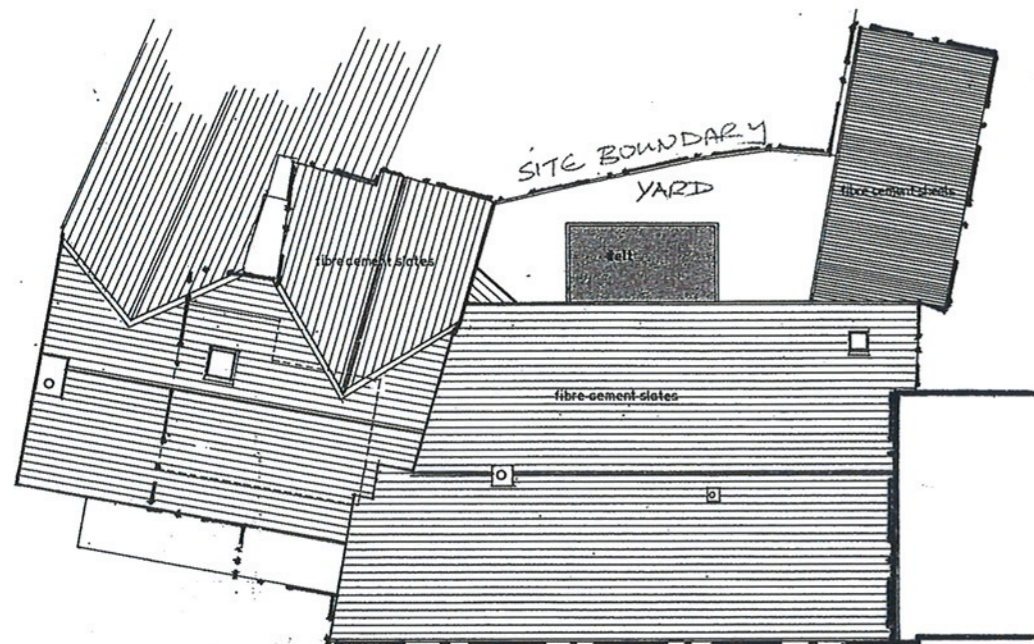 SITE BOUNDARY
YARD
fibre cement sheets
felt
fibre cement slates
fibre cement slates